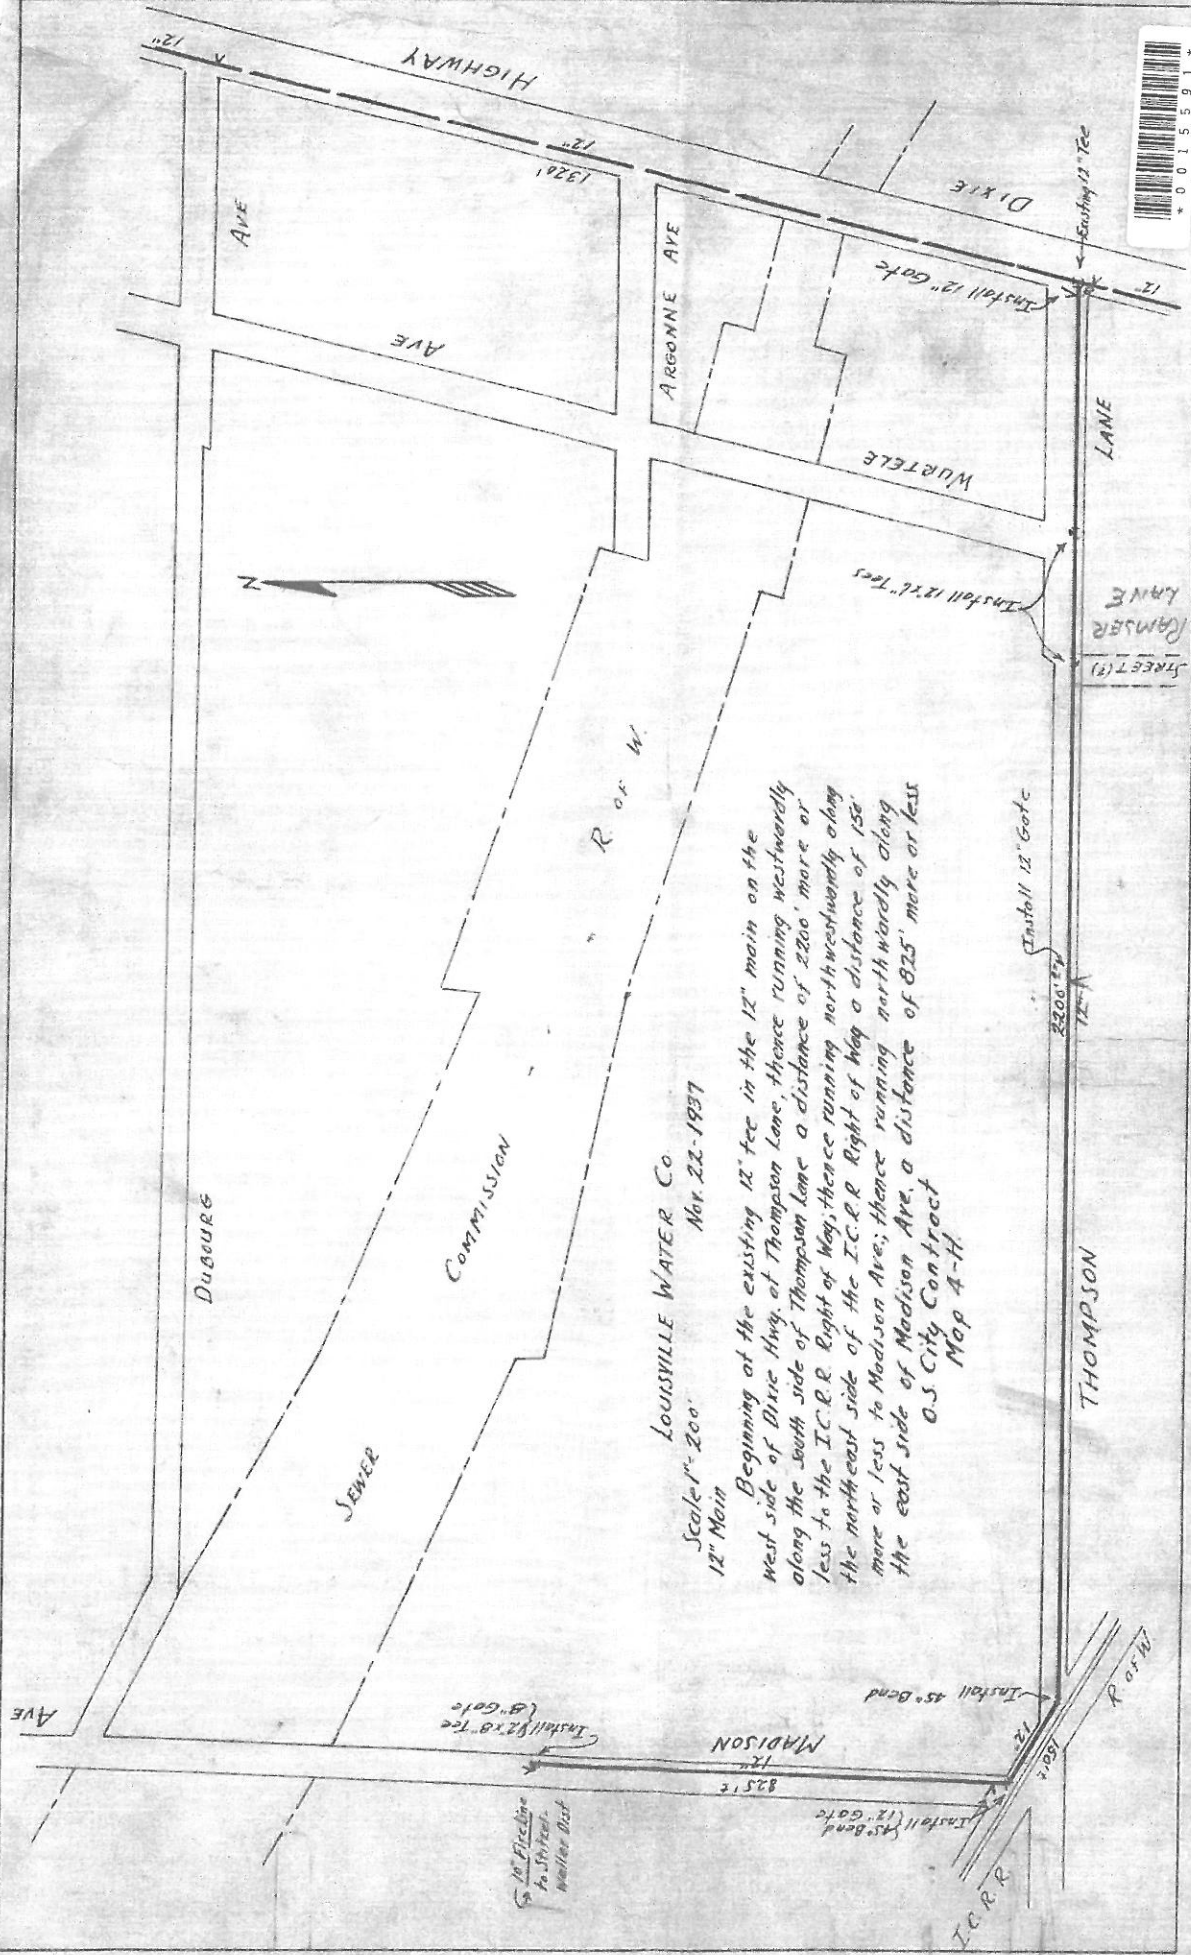 LOUISVILLE WATER CO.
Scale 1"-200'
Nov. 22-1937
12" Main
Beginning at the existing 12" tee in the 12" main on the
west side of Dixie Hwy. at Thompson Lane, thence running westwardly
along the south side of Thompson Lane a distance of 2200' more or
less to the I.C.R.R. Right of Way; thence running northwestwardly along
the northeast side of the I.C.R.R. Right of Way a distance of 150'
more or less to Madison Ave.; thence running northwardly along
the east side of Madison Ave. a distance of 825' more or less
O.S. City Contract
Map 4-H.
AVE
DUBOURG
AVE
12"
HIGHWAY
1320'
12"
DIXIE
AVE
WURTELE
ARGONNE AVE
N
SEWER
COMMISSION
R. OF W.
Install 12" Gate
Existing 12" Tee
12"
LANE
THOMPSON
Install 12"x6" Tees
RAMSER
LANE
STREET (?)
Install 12" Gate
2200'±
12"
Install 45° Bend
12"
150'±
R. OF W
I.C.R.R.
Install {45° Bend
{12" Gate
MADISON
12"
825'±
Install {12x8" Tee
{8" Gate
10" Fire Line
to Stitzel-
Weller Dist
*0015591*